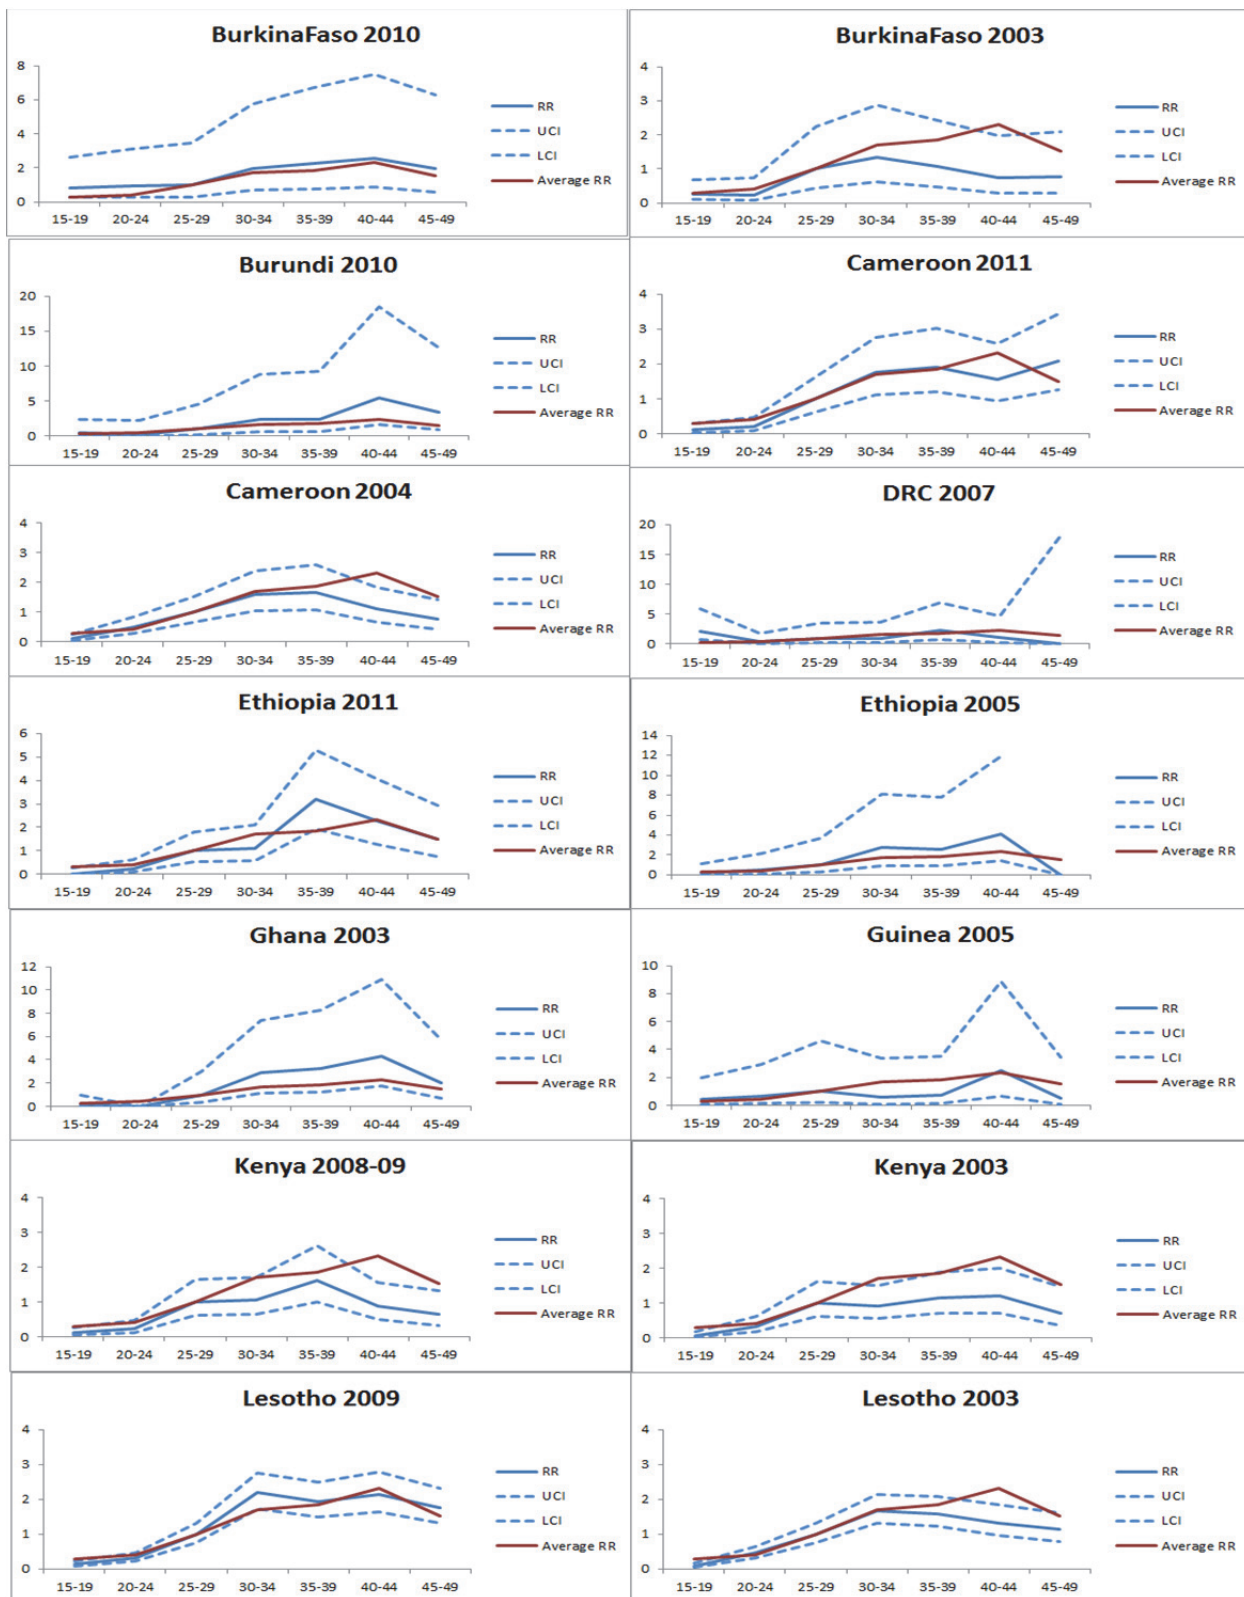 BurkinaFaso 2010
8
6
4
2
0
15-19 20-24 25-29 30-34 35-39 40-44 45-49
RR
UCI
LCI
Average RR
BurkinaFaso 2003
4
3
2
1
0
15-19 20-24 25-29 30-34 35-39 40-44 45-49
RR
UCI
LCI
Average RR
Burundi 2010
20
15
10
5
0
15-19 20-24 25-29 30-34 35-39 40-44 45-49
RR
UCI
LCI
Average RR
Cameroon 2011
4
3
2
1
0
15-19 20-24 25-29 30-34 35-39 40-44 45-49
RR
UCI
LCI
Average RR
Cameroon 2004
4
3
2
1
0
15-19 20-24 25-29 30-34 35-39 40-44 45-49
RR
UCI
LCI
Average RR
DRC 2007
20
15
10
5
0
15-19 20-24 25-29 30-34 35-39 40-44 45-49
RR
UCI
LCI
Average RR
Ethiopia 2011
6
5
4
3
2
1
0
15-19 20-24 25-29 30-34 35-39 40-44 45-49
RR
UCI
LCI
Average RR
Ethiopia 2005
14
12
10
8
6
4
2
0
15-19 20-24 25-29 30-34 35-39 40-44 45-49
RR
UCI
LCI
Average RR
Ghana 2003
12
10
8
6
4
2
0
15-19 20-24 25-29 30-34 35-39 40-44 45-49
RR
UCI
LCI
Average RR
Guinea 2005
10
8
6
4
2
0
15-19 20-24 25-29 30-34 35-39 40-44 45-49
RR
UCI
LCI
Average RR
Kenya 2008-09
4
3
2
1
0
15-19 20-24 25-29 30-34 35-39 40-44 45-49
RR
UCI
LCI
Average RR
Kenya 2003
4
3
2
1
0
15-19 20-24 25-29 30-34 35-39 40-44 45-49
RR
UCI
LCI
Average RR
Lesotho 2009
4
3
2
1
0
15-19 20-24 25-29 30-34 35-39 40-44 45-49
RR
UCI
LCI
Average RR
Lesotho 2003
4
3
2
1
0
15-19 20-24 25-29 30-34 35-39 40-44 45-49
RR
UCI
LCI
Average RR